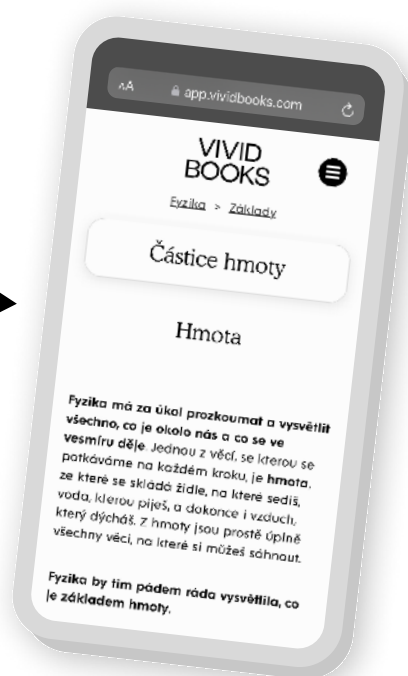 AA app.vividbooks.com
VIVID
BOOKS
Fyzika > Základy
Částice hmoty
Hmota
Fyzika má za úkol prozkoumat a vysvětlit
všechno, co je okolo nás a co se ve
vesmíru děje. Jednou z věcí, se kterou se
potkáváme na každém kroku, je hmota,
ze které se skládá židle, na které sedíš,
voda, kterou piješ, a dokonce i vzduch,
který dýcháš. Z hmoty jsou prostě úplně
všechny věci, na které si můžeš sáhnout.
Fyzika by tím pádem ráda vysvětlila, co
je základem hmoty.